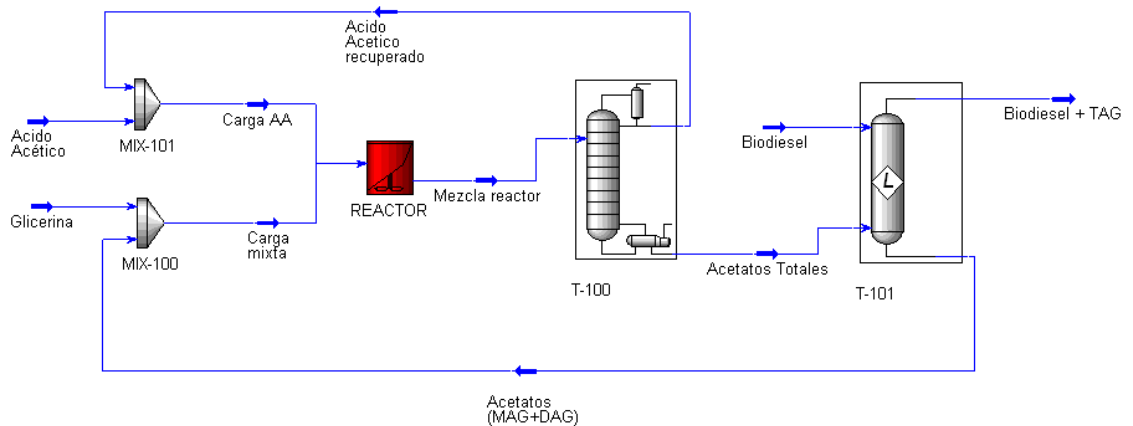 Acido
Acetico
recuperado
Acido
Acético
MIX-101
Carga AA
Glicerina
MIX-100
Carga
mixta
REACTOR
Mezcla reactor
T-100
Acetatos Totales
Biodiesel
L
T-101
Biodiesel + TAG
Acetatos
(MAG+DAG)